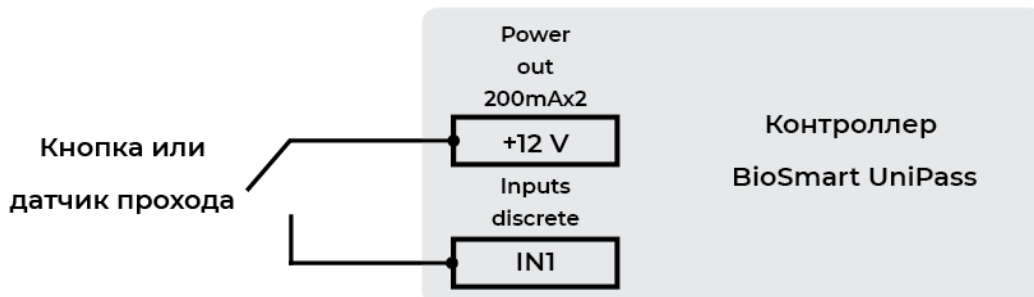 Power
out
200mAx2
+12 V
Кнопка или
датчик прохода
Inputs
discrete
IN1
Контроллер
BioSmart UniPass